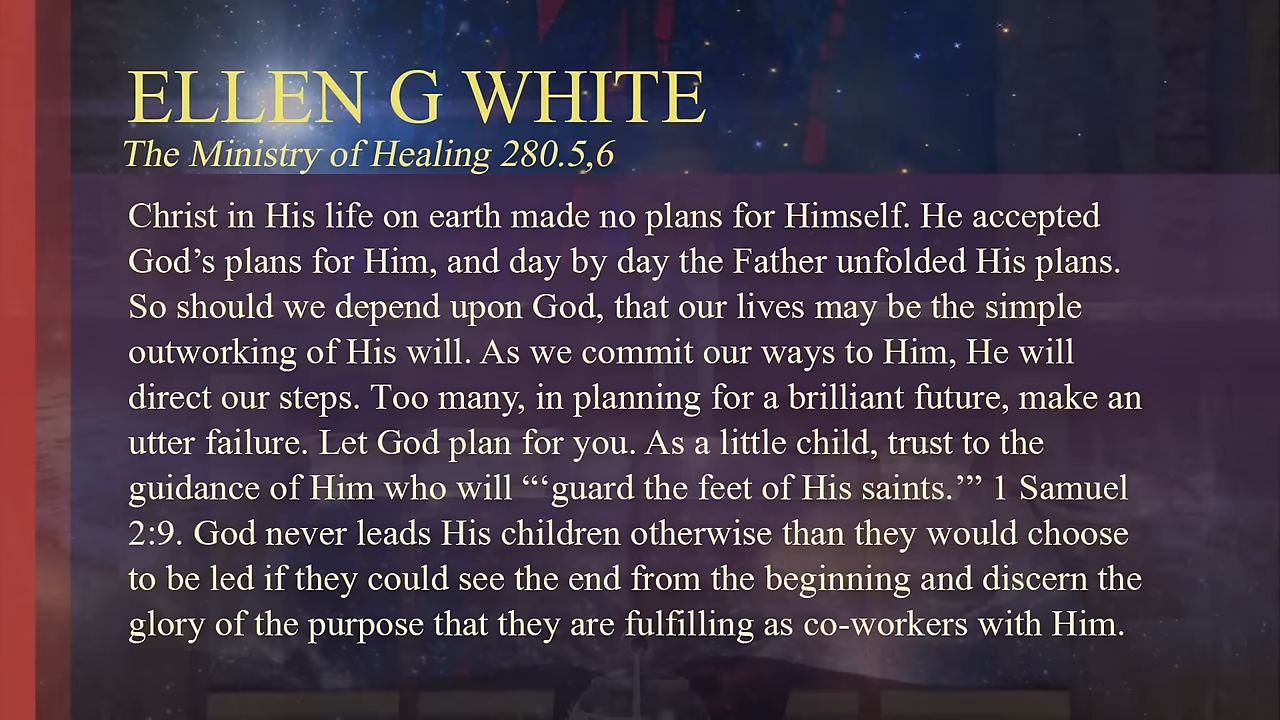 ELLEN G WHITE
The Ministry of Healing 280.5,6
Christ in His life on earth made no plans for Himself. He accepted
God’s plans for Him, and day by day the Father unfolded His plans.
So should we depend upon God, that our lives may be the simple
outworking of His will. As we commit our ways to Him, He will
direct our steps. Too many, in planning for a brilliant future, make an
utter failure. Let God plan for you. As a little child, trust to the
guidance of Him who will “‘guard the feet of His saints.’” 1 Samuel
2:9. God never leads His children otherwise than they would choose
to be led if they could see the end from the beginning and discern the
glory of the purpose that they are fulfilling as co-workers with Him.